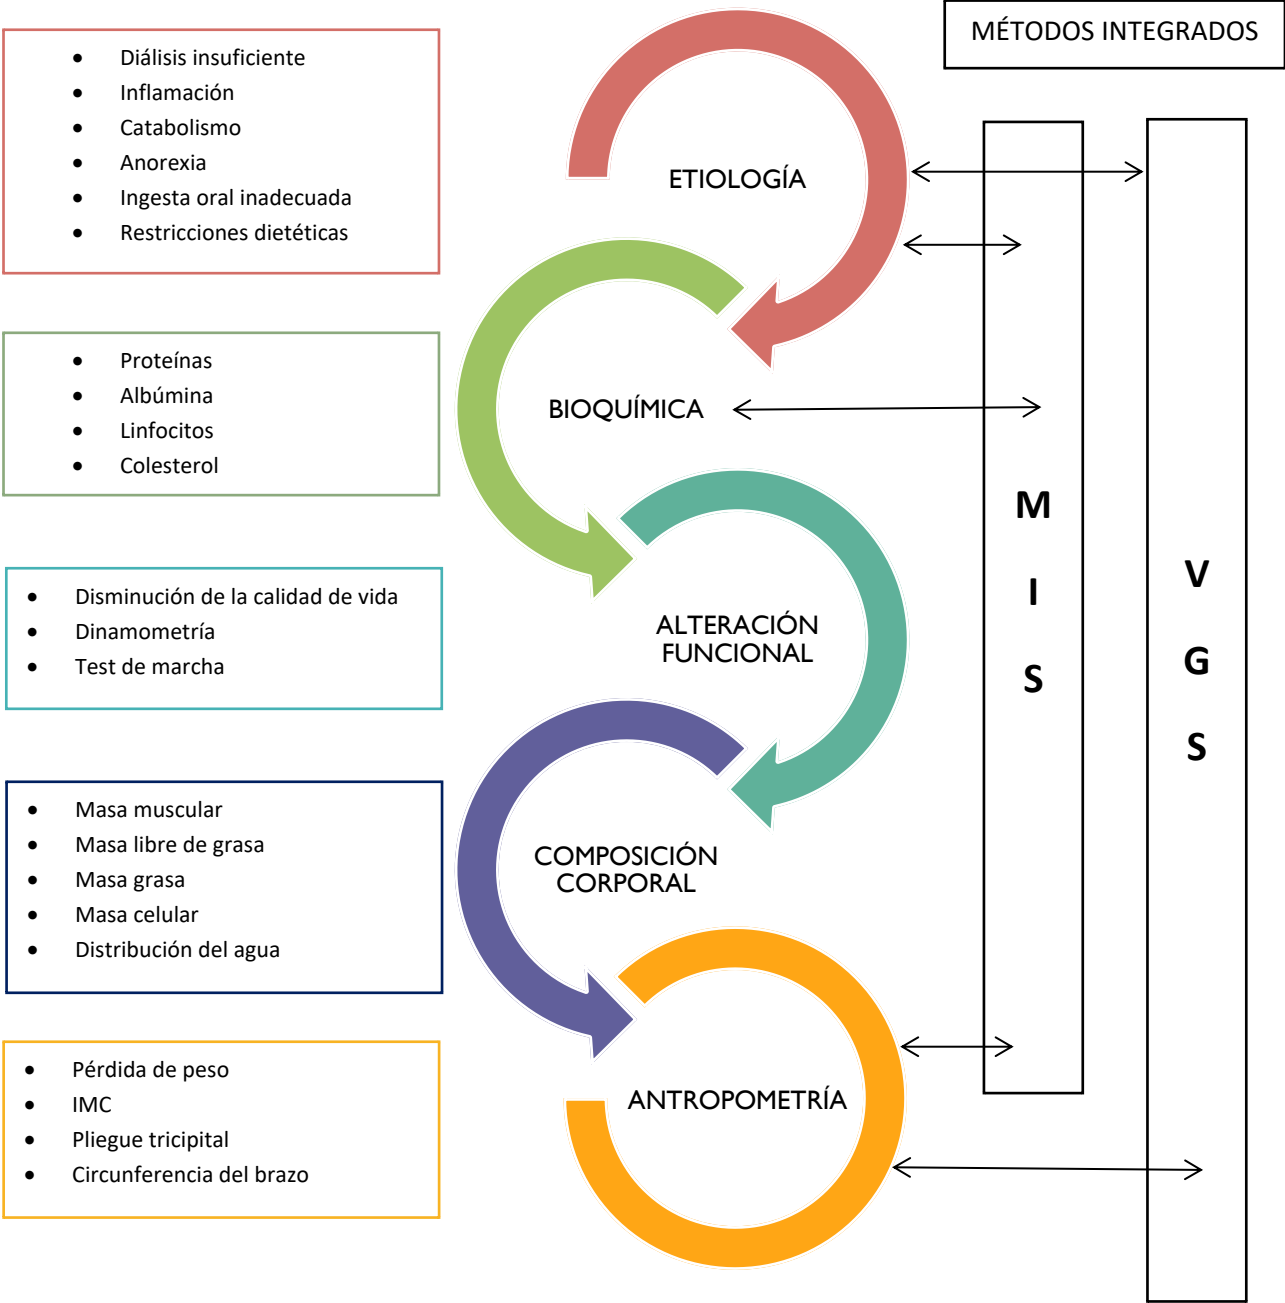 MÉTODOS INTEGRADOS
• Diálisis insuficiente
• Inflamación
• Catabolismo
• Anorexia
• Ingesta oral inadecuada
• Restricciones dietéticas
ETIOLOGÍA
• Proteínas
• Albúmina
• Linfocitos
• Colesterol
BIOQUÍMICA
• Disminución de la calidad de vida
• Dinamometría
• Test de marcha
ALTERACIÓN
FUNCIONAL
• Masa muscular
• Masa libre de grasa
• Masa grasa
• Masa celular
• Distribución del agua
COMPOSICIÓN
CORPORAL
• Pérdida de peso
• IMC
• Pliegue tricipital
• Circunferencia del brazo
ANTROPOMETRÍA
M
I
S
V
G
S